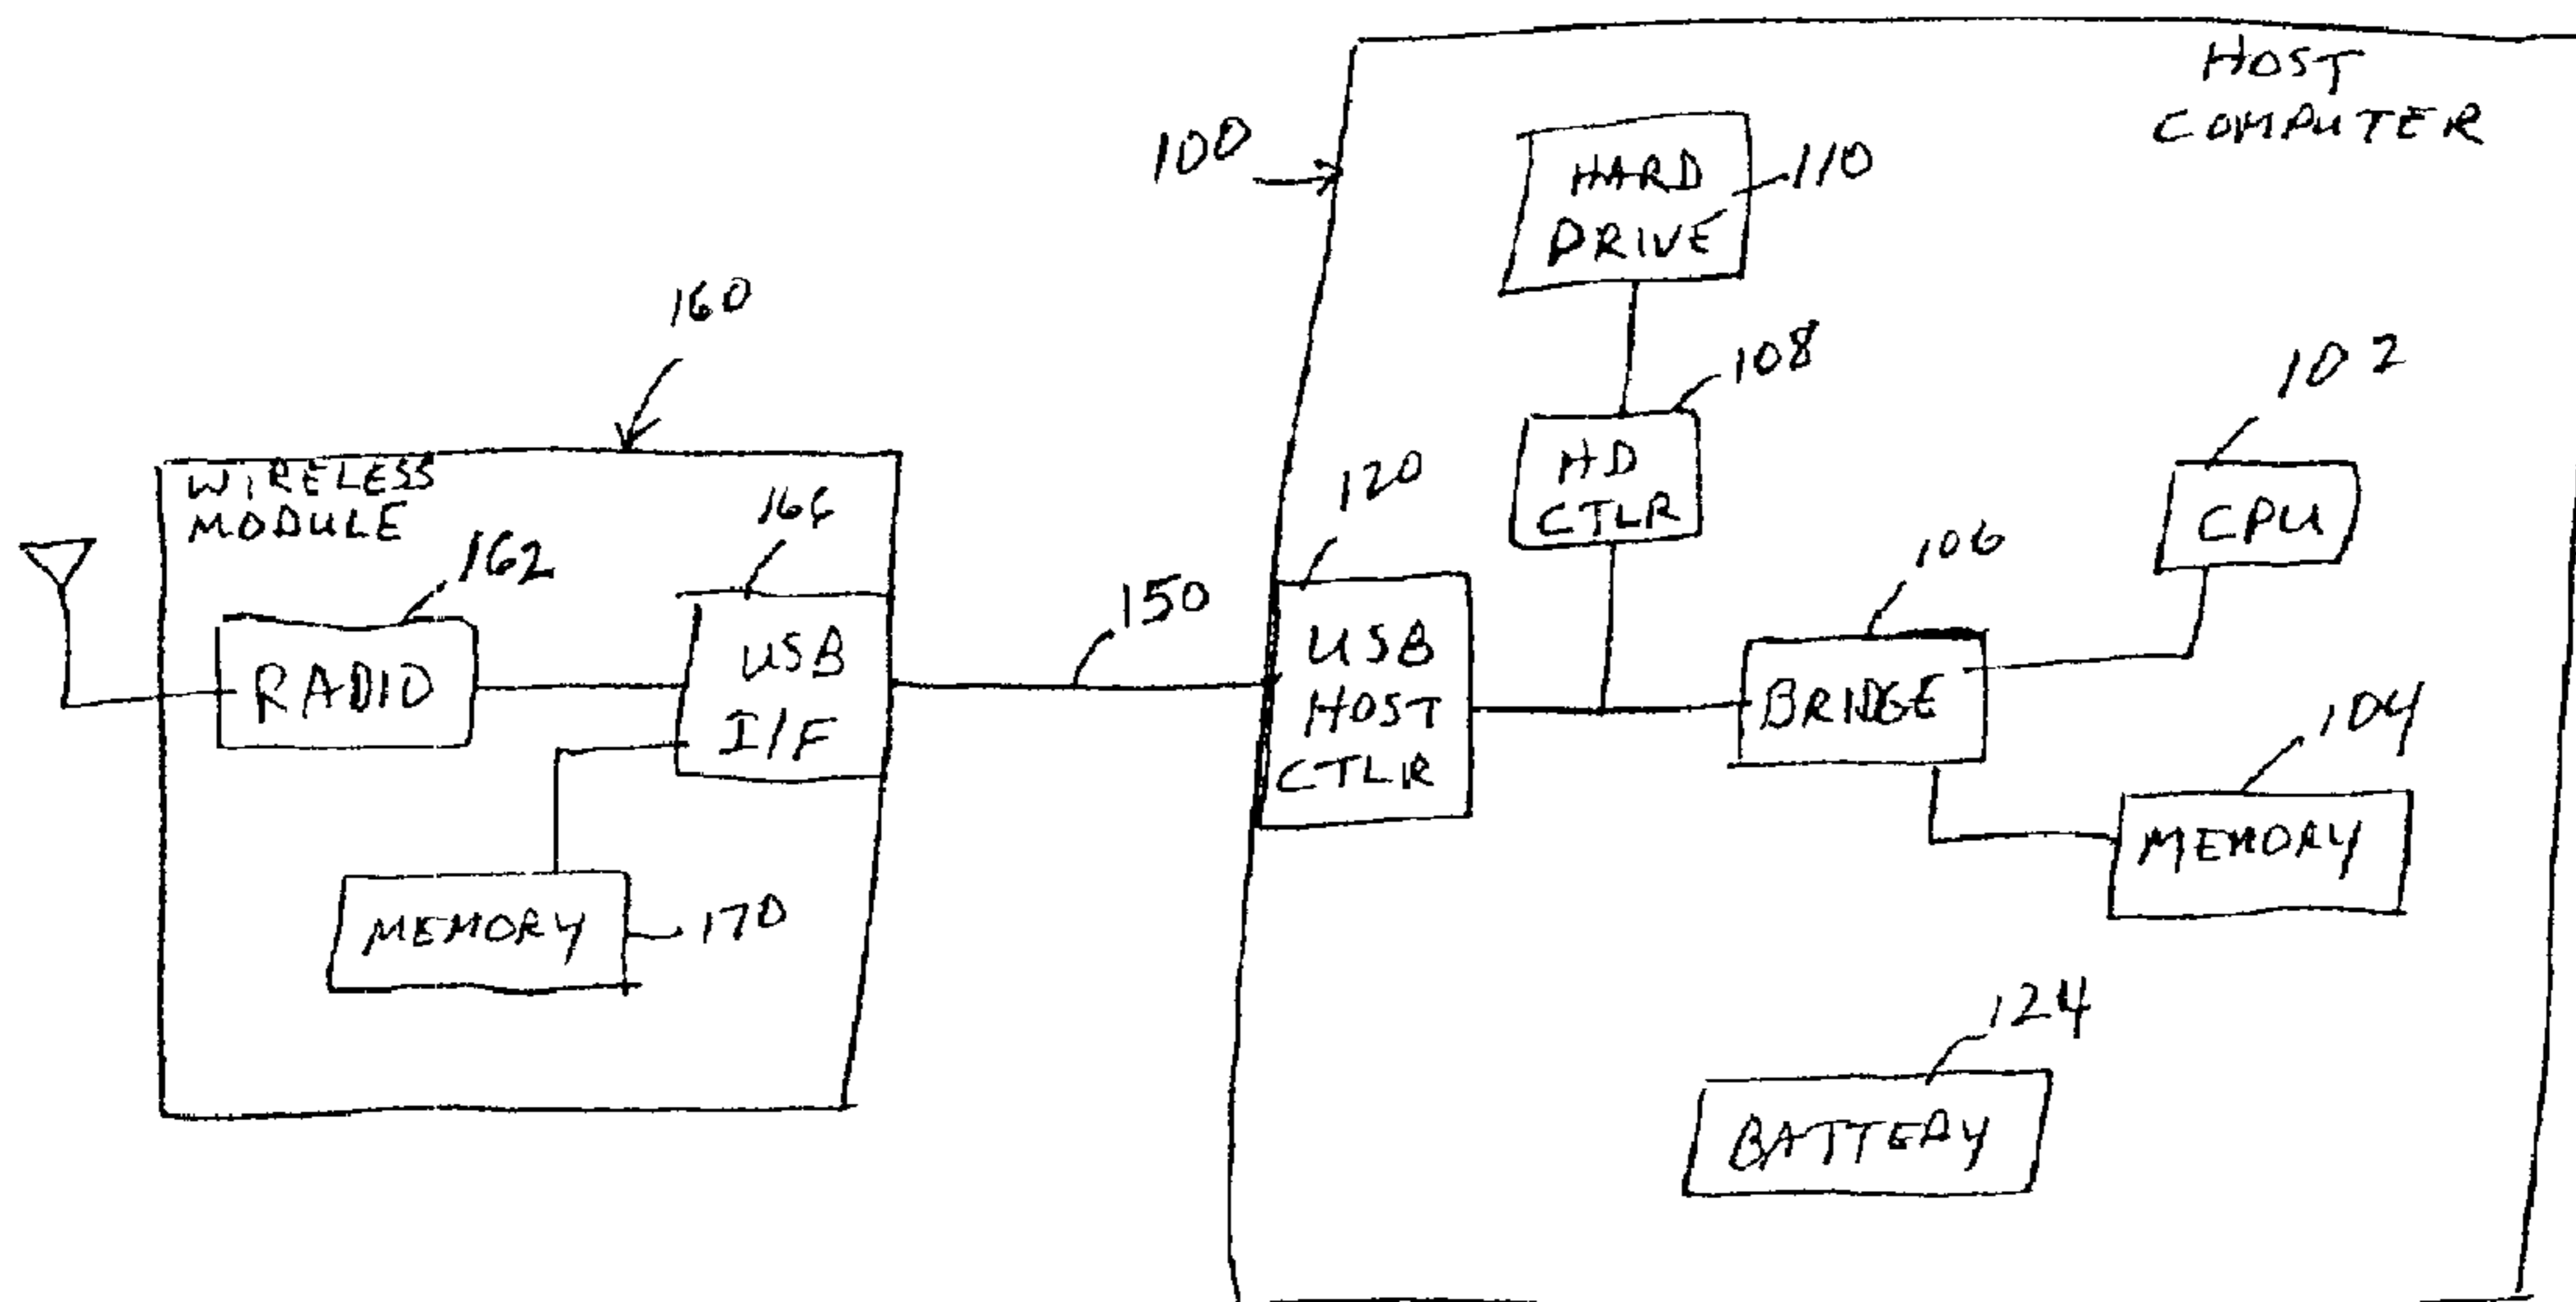 HOST
COMPUTER
100
HARD
DRIVE
110
160
108
HD
CTLR
102
CPU
WIRELESS
MODULE
162
RADIO
USB
I/F
MEMORY
170
150
120
USB
HOST
CTLR
106
BRIDGE
104
MEMORY
124
BATTERY